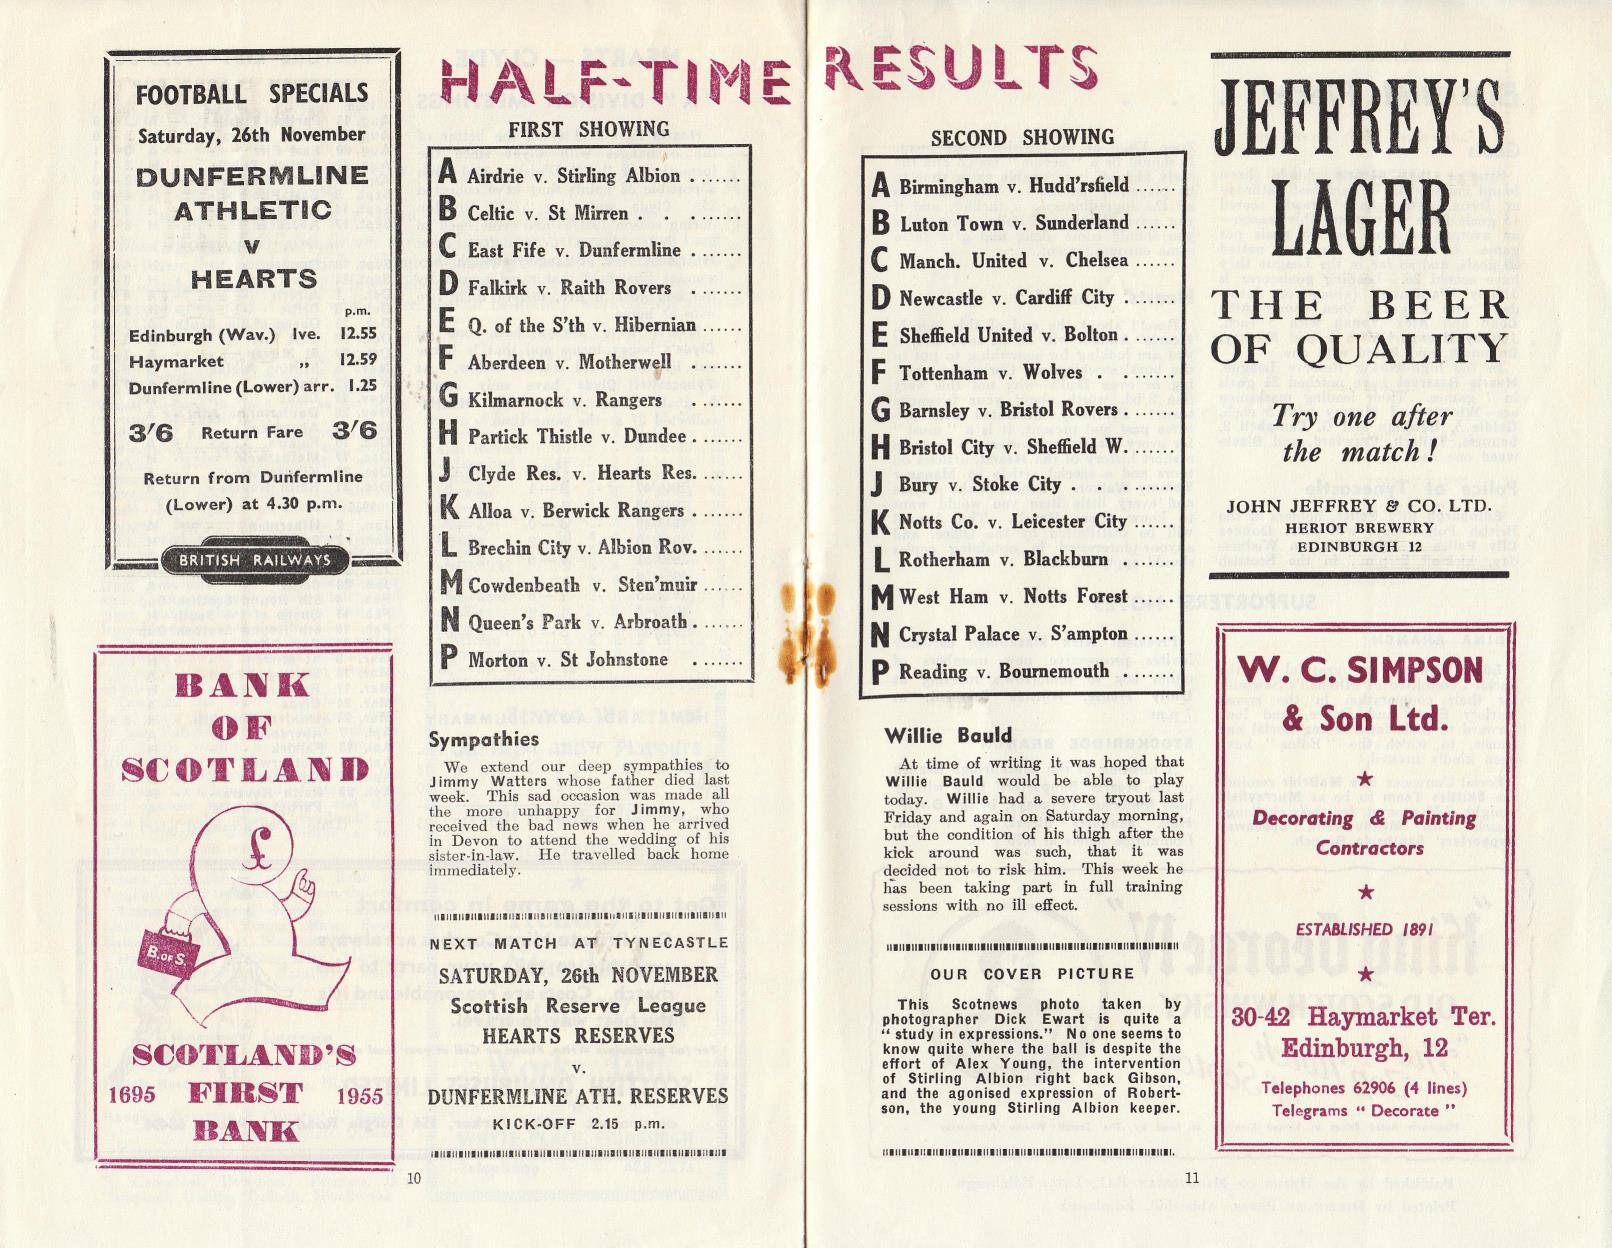 FOOTBALL SPECIALS
Saturday, 26th November
DUNFERMLINE
ATHLETIC
V
HEARTS
p.m.
Edinburgh (Wav.) lve. 12.55
Haymarket „ 12.59
Dunfermline (Lower) arr. 1.25
3'6 Return Fare 3'6
Return from Dunfermline
(Lower) at 4.30 p.m.
BRITISH RAILWAYS
BANK
OF
SCOTLAND
£
B. OF S.
SCOTLAND'S
1695 FIRST 1955
BANK
HALF-TIME RESULTS
FIRST SHOWING
A Airdrie v. Stirling Albion .......
B Celtic v. St Mirren . . .......
C East Fife v. Dunfermline .......
D Falkirk v. Raith Rovers .......
E Q. of the S'th v. Hibernian ......
F Aberdeen v. Motherwell .......
G Kilmarnock v. Rangers .......
H Partick Thistle v. Dundee .......
J Clyde Res. v. Hearts Res. .......
K Alloa v. Berwick Rangers .......
L Brechin City v. Albion Rov. ......
M Cowdenbeath v. Sten'muir ......
N Queen's Park v. Arbroath .......
P Morton v. St Johnstone .......
Sympathies
We extend our deep sympathies to
Jimmy Watters whose father died last
week. This sad occasion was made all
the more unhappy for Jimmy, who
received the bad news when he arrived
in Devon to attend the wedding of his
sister-in-law. He travelled back home
immediately.
NEXT MATCH AT TYNECASTLE
SATURDAY, 26th NOVEMBER
Scottish Reserve League
HEARTS RESERVES
v.
DUNFERMLINE ATH. RESERVES
KICK-OFF 2.15 p.m.
10
SECOND SHOWING
A Birmingham v. Hudd'rsfield ......
B Luton Town v. Sunderland ......
C Manch. United v. Chelsea ......
D Newcastle v. Cardiff City .......
E Sheffield United v. Bolton .......
F Tottenham v. Wolves . .......
G Barnsley v. Bristol Rovers .......
H Bristol City v. Sheffield W. ......
J Bury v. Stoke City . . .......
K Notts Co. v. Leicester City ......
L Rotherham v. Blackburn .......
M West Ham v. Notts Forest ......
N Crystal Palace v. S'ampton ......
P Reading v. Bournemouth .......
Willie Bauld
At time of writing it was hoped that
Willie Bauld would be able to play
today. Willie had a severe tryout last
Friday and again on Saturday morning,
but the condition of his thigh after the
kick around was such, that it was
decided not to risk him. This week he
has been taking part in full training
sessions with no ill effect.
OUR COVER PICTURE
This Scotnews photo taken by
photographer Dick Ewart is quite a
“ study in expressions.” No one seems to
know quite where the ball is despite the
effort of Alex Young, the intervention
of Stirling Albion right back Gibson,
and the agonised expression of Robert-
son, the young Stirling Albion keeper.
11
JEFFREY'S
LAGER
THE BEER
OF QUALITY
Try one after
the match !
JOHN JEFFREY & CO. LTD.
HERIOT BREWERY
EDINBURGH 12
W. C. SIMPSON
& Son Ltd.
Decorating & Painting
Contractors
ESTABLISHED 1891
30-42 Haymarket Ter.
Edinburgh, 12
Telephones 62906 (4 lines)
Telegrams “ Decorate ”